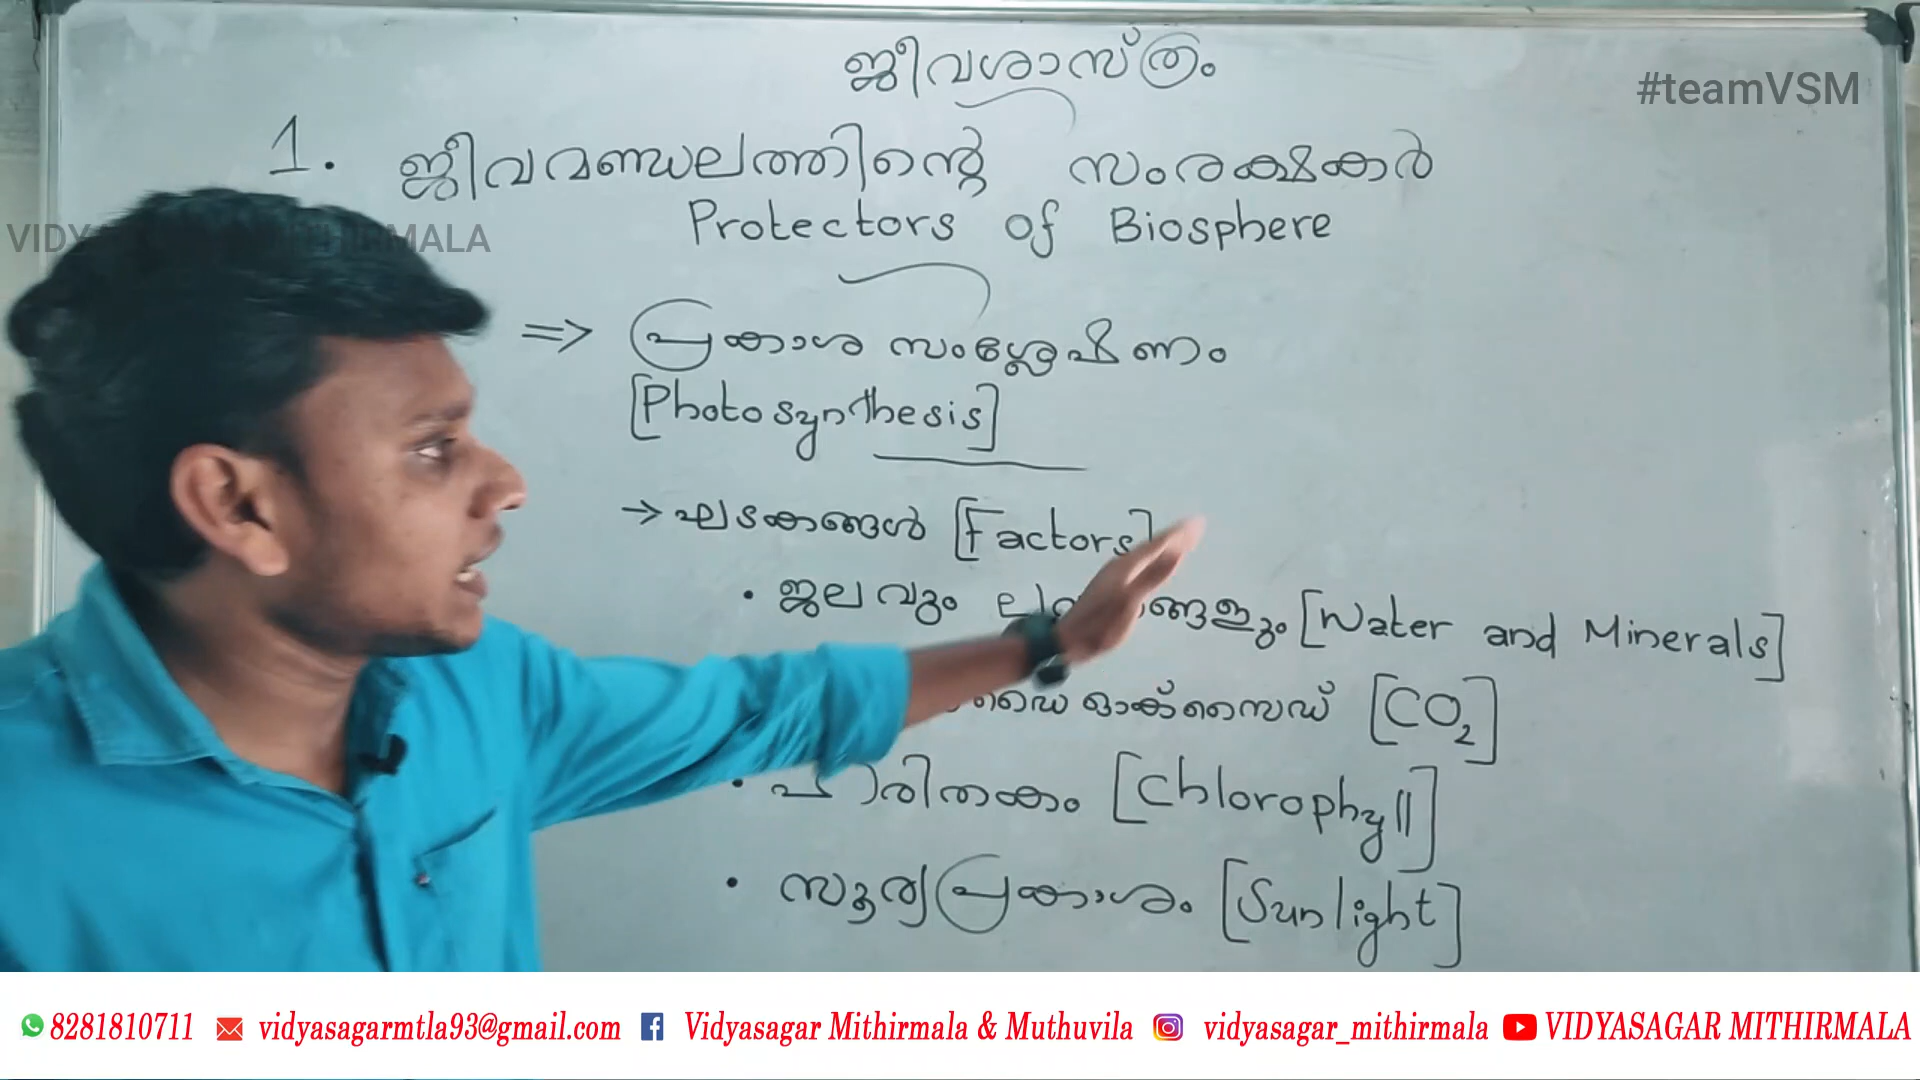 ജീവശാസ്ത്രം
#teamVSM
1. ജീവമണ്ഡലത്തിന്റെ സംരക്ഷകർ
Protectors of Biosphere
=> പ്രകാശ സംശ്ലേഷണം
[Photosynthesis]
→ ഘടകങ്ങൾ [Factors]
• ജലവും [Water and Minerals]
ഡൈ ഓക്സൈഡ് [CO₂]
• ഹരിതകം [Chlorophyll]
• സൂര്യപ്രകാശം [Sunlight]
8281810711 vidyasagarmtla93@gmail.com Vidyasagar Mithirmala & Muthuvila vidyasagar_mithirmala VIDYASAGAR MITHIRMALA